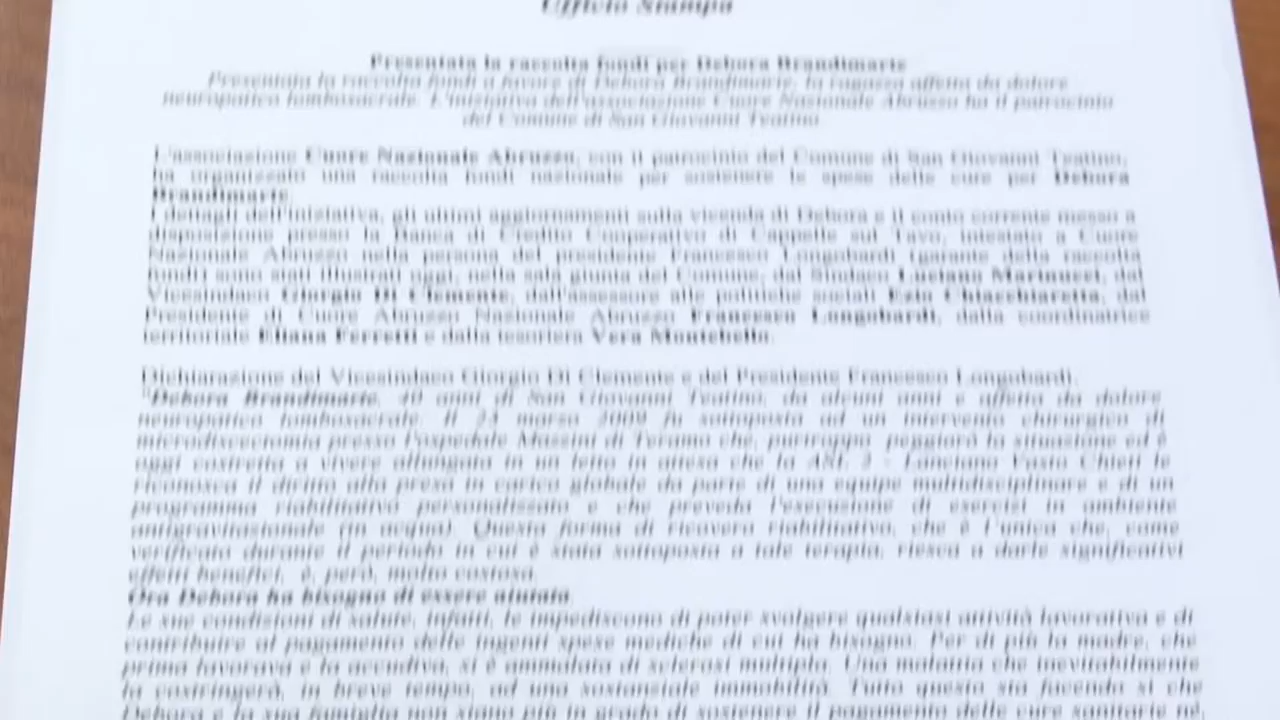 Ufficio Stampa
Presentata la raccolta fondi per Debora Brandimarte
Presentata la raccolta fondi a favore di Debora Brandimarte, la ragazza affetta da dolore
neuropatico lombosacrale. L'iniziativa dell'associazione Cuore Nazionale Abruzzo ha il patrocinio
del Comune di San Giovanni Teatino
L'associazione Cuore Nazionale Abruzzo, con il patrocinio del Comune di San Giovanni Teatino,
ha organizzato una raccolta fondi nazionale per sostenere le spese delle cure per Debora
Brandimarte.
I dettagli dell'iniziativa, gli ultimi aggiornamenti sulla vicenda di Debora e il conto corrente messo a
disposizione presso la Banca di Credito Cooperativo di Cappelle sul Tavo, intestato a Cuore
Nazionale Abruzzo nella persona del presidente Francesco Longobardi (garante della raccolta
fondi) sono stati illustrati oggi, nella sala giunta del Comune, dal Sindaco Luciano Marinucci, dal
Vicesindaco Giorgio Di Clemente, dall'assessore alle politiche sociali Ezio Chiacchiaretta, dal
Presidente di Cuore Abruzzo Nazionale Abruzzo Francesco Longobardi, dalla coordinatrice
territoriale Eliana Ferretti e dalla tesoriera Vera Montebello.
Dichiarazione del Vicesindaco Giorgio Di Clemente e del Presidente Francesco Longobardi.
"Debora Brandimarte, 40 anni di San Giovanni Teatino, da alcuni anni è affetta da dolore
neuropatico lombosacrale. Il 23 marzo 2009 fu sottoposta ad un intervento chirurgico di
microdiscectomia presso l'ospedale Mazzini di Teramo che, purtroppo peggiorò la situazione ed è
oggi costretta a vivere allungata in un letto in attesa che la ASL 2 - Lanciano Vasto Chieti le
riconosca il diritto alla presa in carico globale da parte di una equipe multidisciplinare e di un
programma riabilitativo personalizzato e che preveda l'esecuzione di esercizi in ambiente
antigravitazionale (in acqua). Questa forma di ricovero riabilitativo, che è l'unica che, come
verificato durante il periodo in cui è stata sottoposta a tale terapia, riesca a darle significativi
effetti benefici, è, però, molto costosa.
Ora Debora ha bisogno di essere aiutata.
Le sue condizioni di salute, infatti, le impediscono di poter svolgere qualsiasi attività lavorativa e di
contribuire al pagamento delle ingenti spese mediche di cui ha bisogno. Per di più la madre, che
prima lavorava e la accudiva, si è ammalata di sclerosi multipla. Una malattia che inevitabilmente
la costringerà, in breve tempo, ad una sostanziale immobilità. Tutto questo sta facendo sì che
Debora e la sua famiglia non siano più in grado di sostenere il pagamento delle cure sanitarie né,